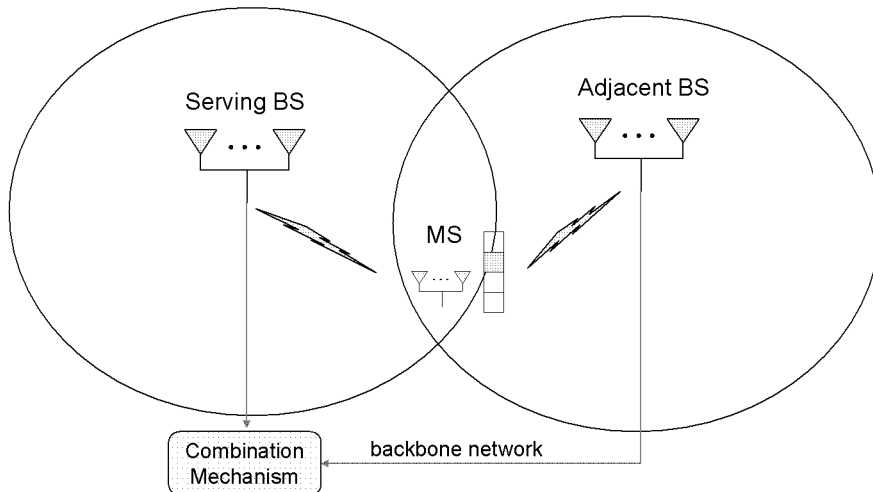 Serving BS
Adjacent BS
MS
Combination
Mechanism
backbone network